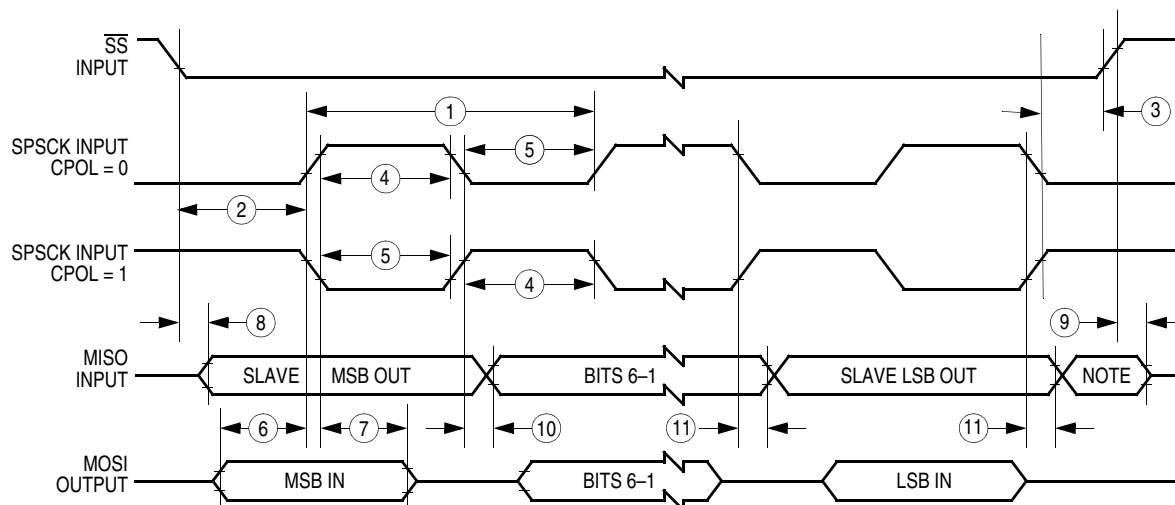 SS
INPUT
1
3
SPSCK INPUT
CPOL = 0
5
4
2
SPSCK INPUT
CPOL = 1
5
4
8
9
MISO
INPUT
SLAVE MSB OUT
BITS 6–1
SLAVE LSB OUT
NOTE
6
7
10
11
11
MOSI
OUTPUT
MSB IN
BITS 6–1
LSB IN